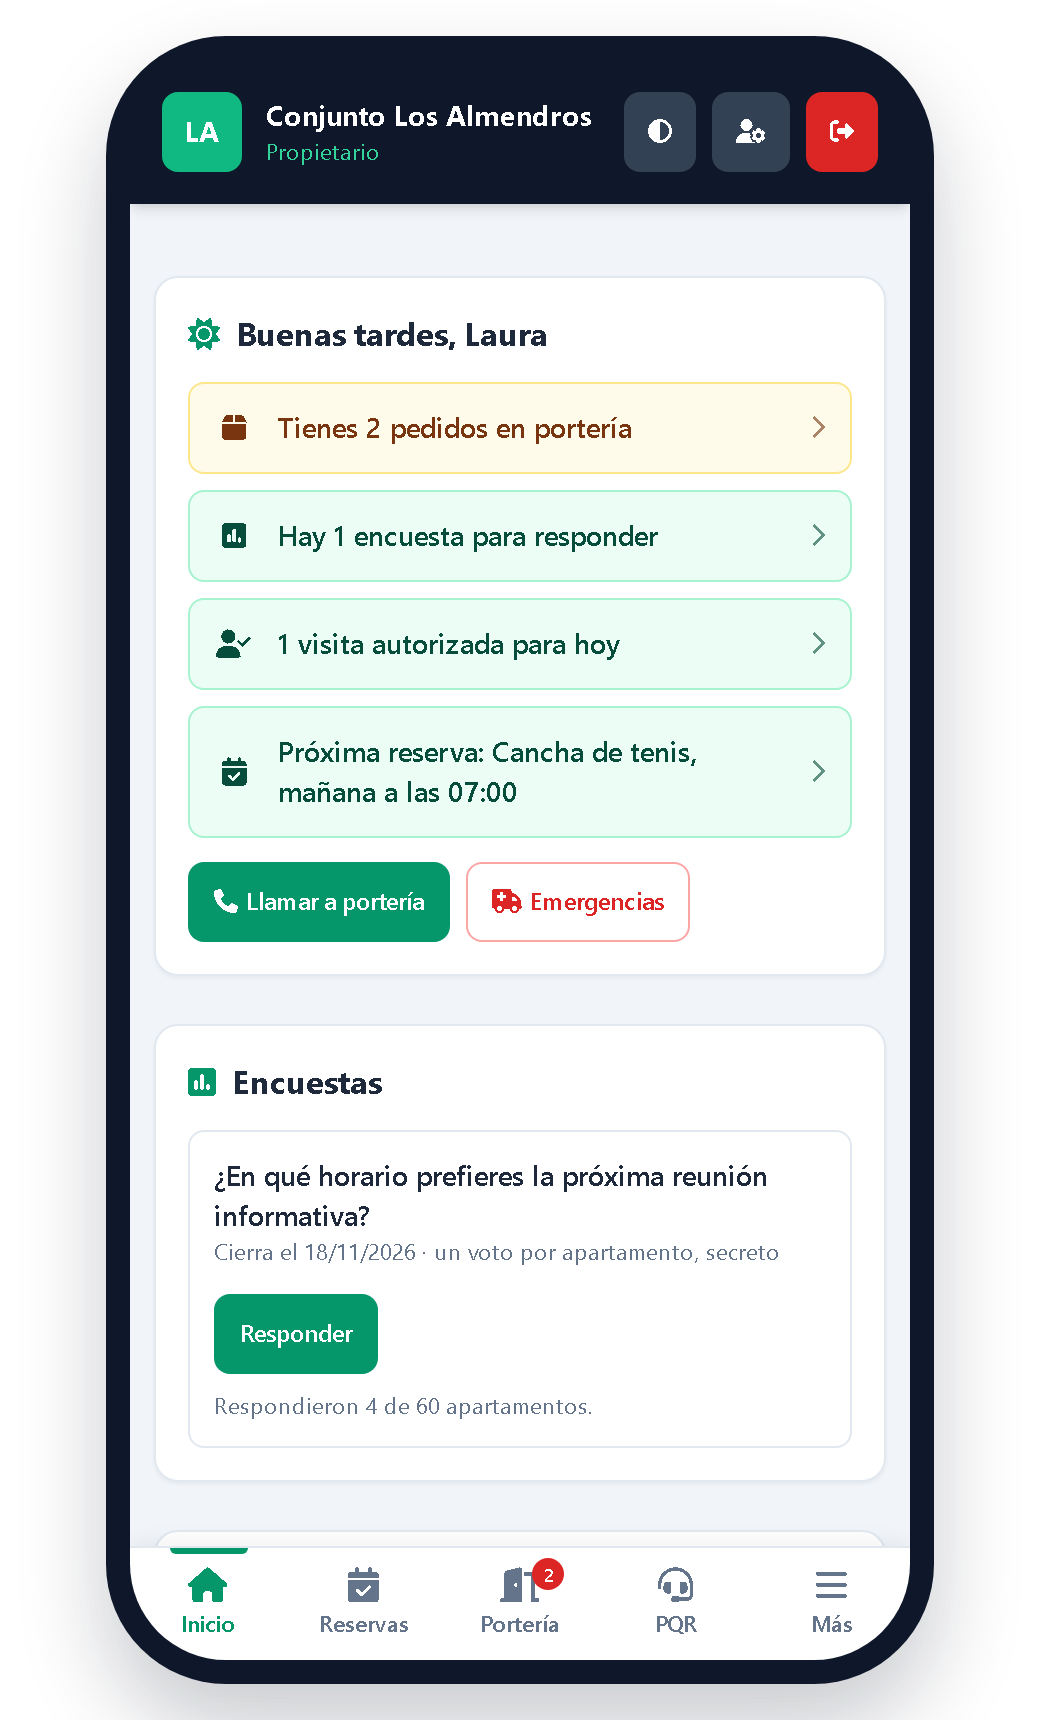 LA
Conjunto Los Almendros
Propietario
Buenas tardes, Laura
Tienes 2 pedidos en portería
Hay 1 encuesta para responder
1 visita autorizada para hoy
Próxima reserva: Cancha de tenis,
mañana a las 07:00
Llamar a portería
Emergencias
Encuestas
¿En qué horario prefieres la próxima reunión
informativa?
Cierra el 18/11/2026 · un voto por apartamento, secreto
Responder
Respondieron 4 de 60 apartamentos.
2
Inicio
Reservas
Portería
PQR
Más